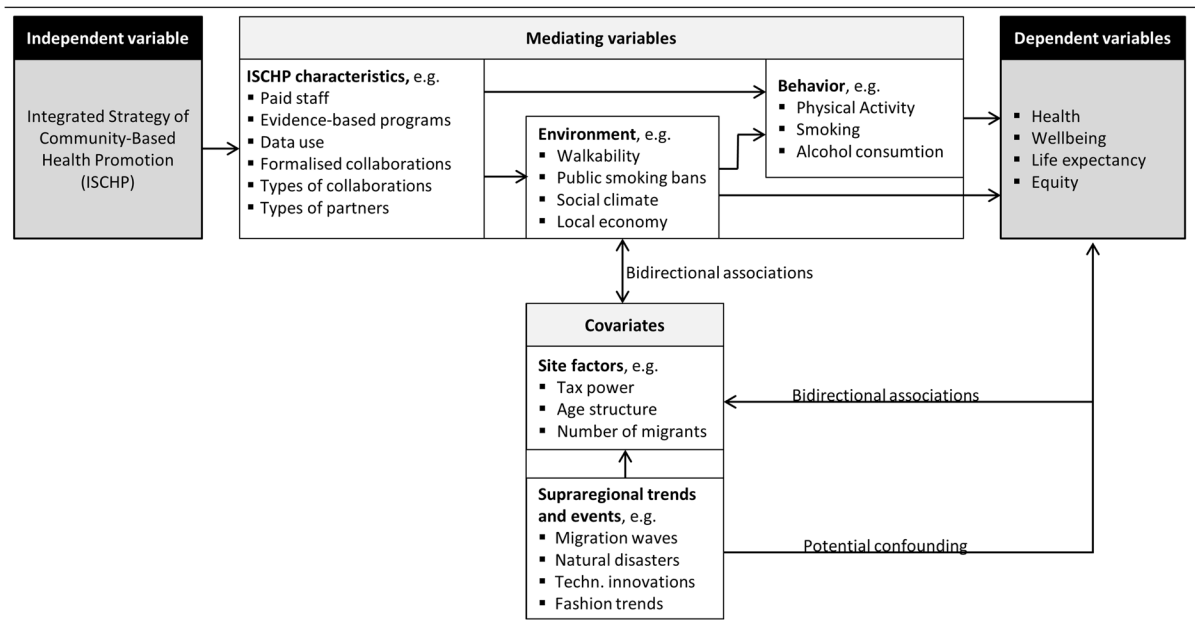 Independent variable
Integrated Strategy of
Community-Based
Health Promotion
(ISCHP)
Mediating variables
ISCHP characteristics, e.g.
▪ Paid staff
▪ Evidence-based programs
▪ Data use
▪ Formalised collaborations
▪ Types of collaborations
▪ Types of partners
Environment, e.g.
▪ Walkability
▪ Public smoking bans
▪ Social climate
▪ Local economy
Behavior, e.g.
▪ Physical Activity
▪ Smoking
▪ Alcohol consumtion
Dependent variables
▪ Health
▪ Wellbeing
▪ Life expectancy
▪ Equity
Bidirectional associations
Covariates
Site factors, e.g.
▪ Tax power
▪ Age structure
▪ Number of migrants
Bidirectional associations
Supraregional trends
and events, e.g.
▪ Migration waves
▪ Natural disasters
▪ Techn. innovations
▪ Fashion trends
Potential confounding